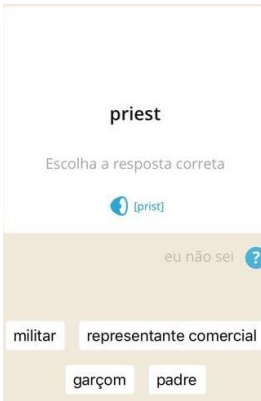 priest
Escolha a resposta correta
[prist]
eu não sei ?
militar representante comercial
garçom padre